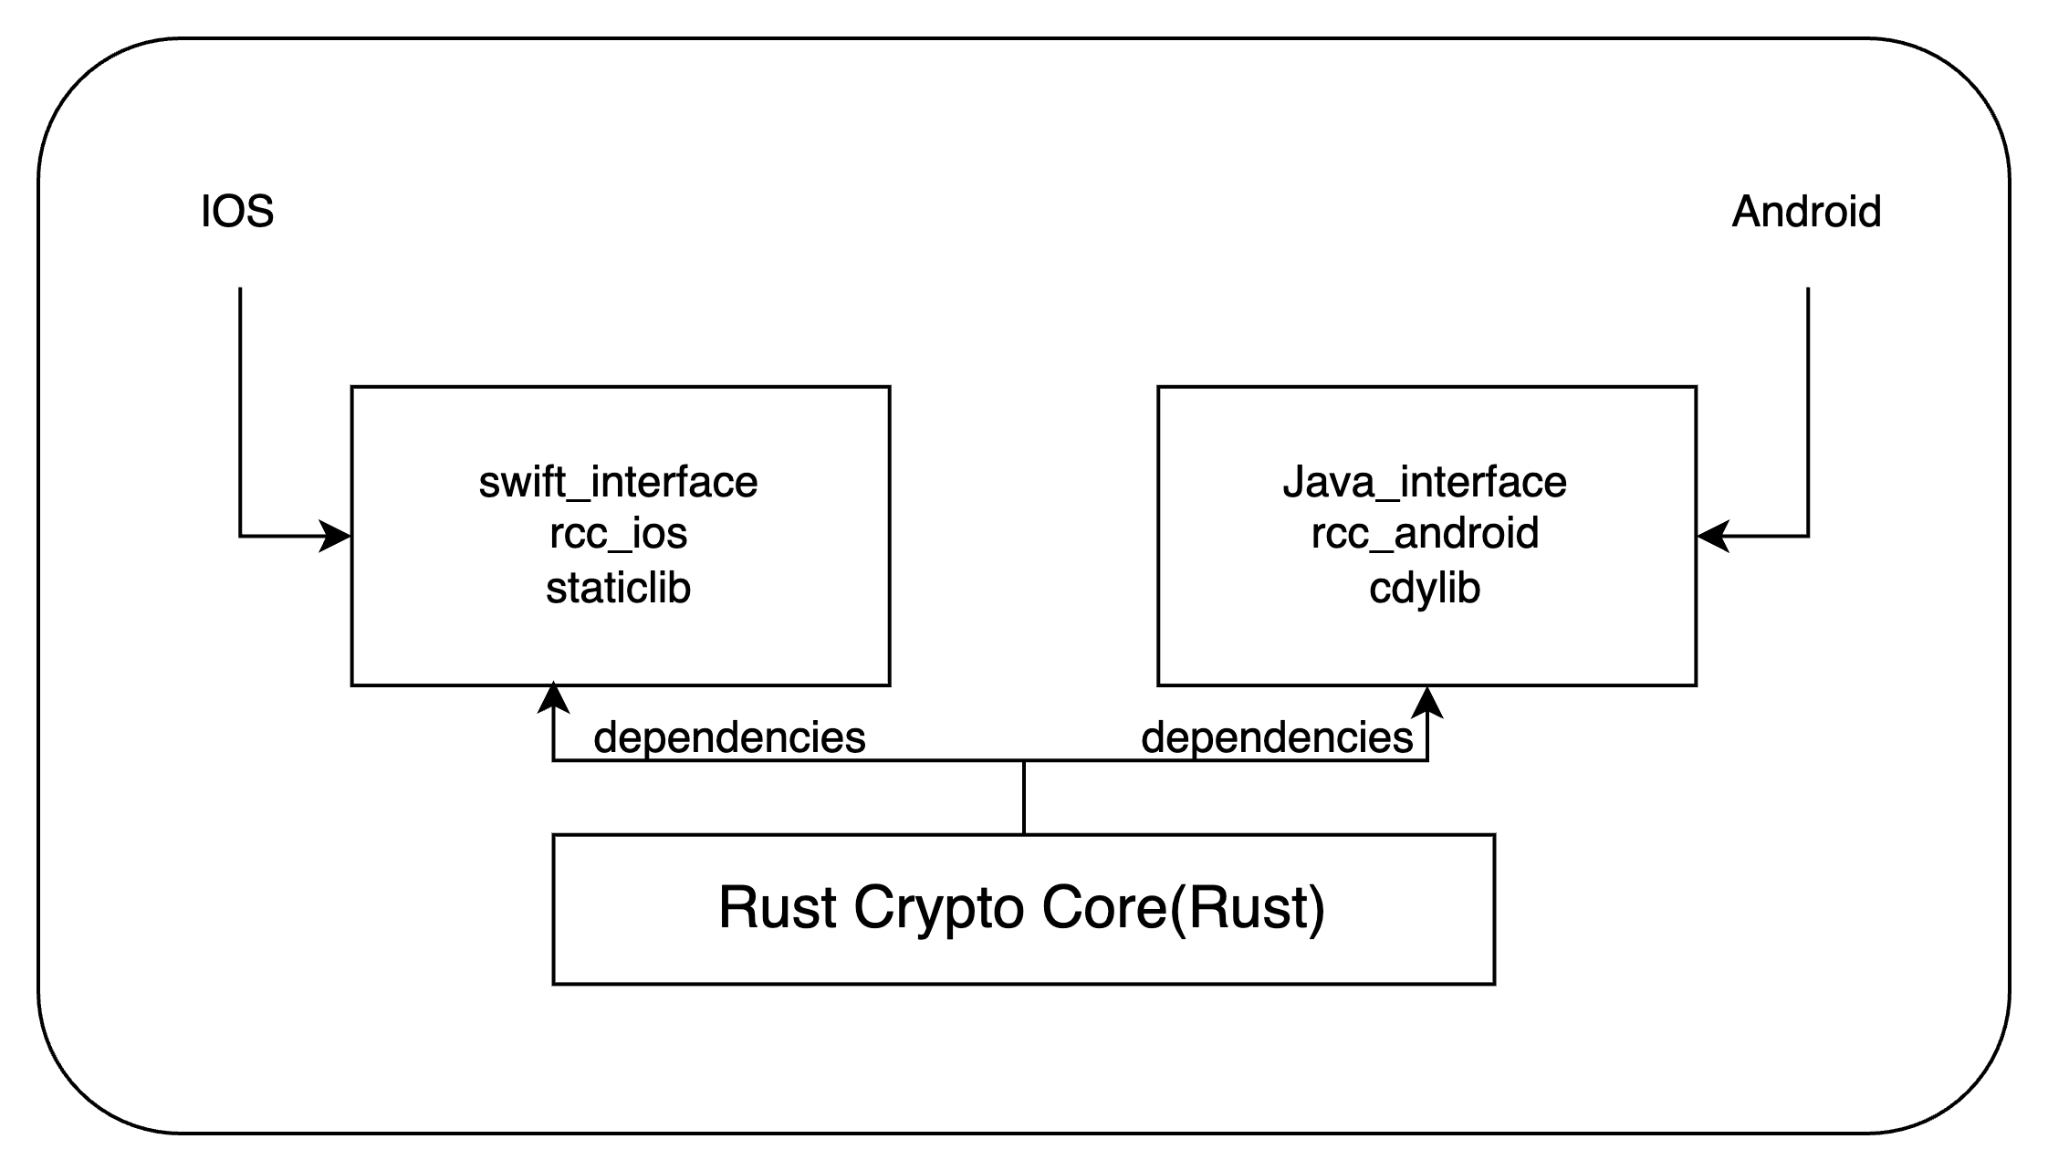 IOS
Android
swift_interface
rcc_ios
staticlib
Java_interface
rcc_android
cdylib
dependencies
dependencies
Rust Crypto Core(Rust)